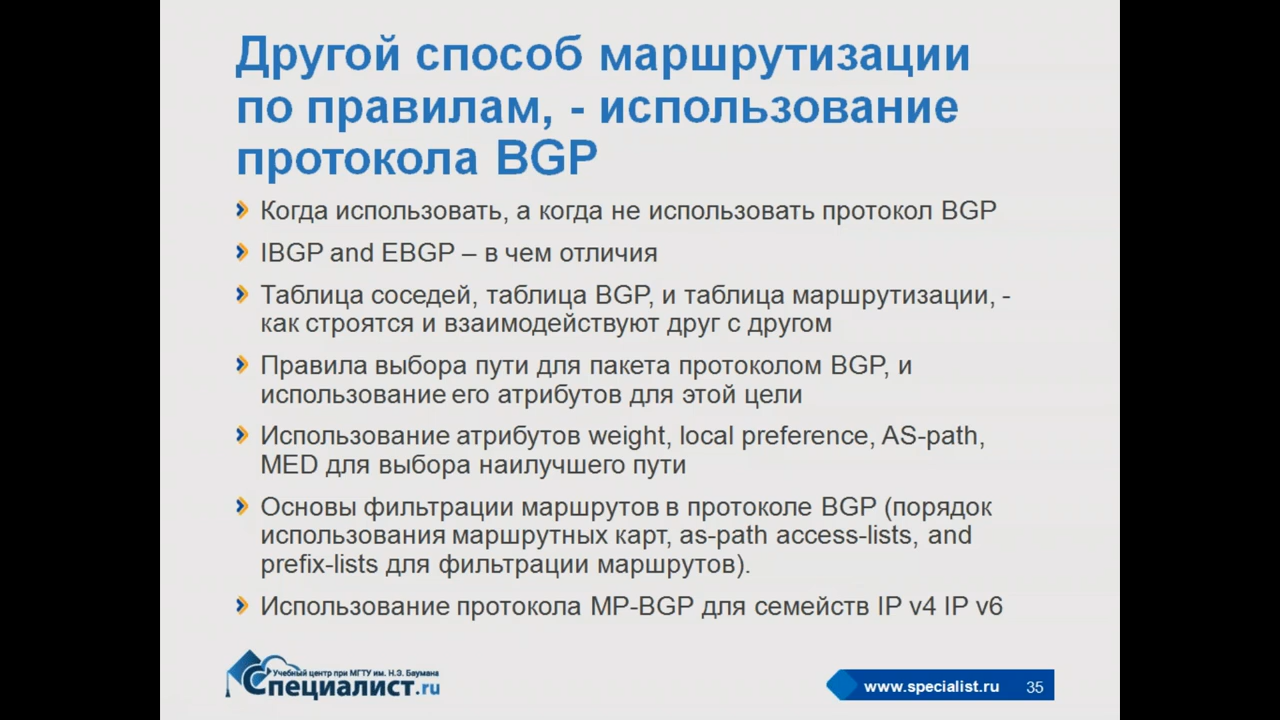 Другой способ маршрутизации
по правилам, - использование
протокола BGP
Когда использовать, а когда не использовать протокол BGP
IBGP and EBGP – в чем отличия
Таблица соседей, таблица BGP, и таблица маршрутизации, -
как строятся и взаимодействуют друг с другом
Правила выбора пути для пакета протоколом BGP, и
использование его атрибутов для этой цели
Использование атрибутов weight, local preference, AS-path,
MED для выбора наилучшего пути
Основы фильтрации маршрутов в протоколе BGP (порядок
использования маршрутных карт, as-path access-lists, and
prefix-lists для фильтрации маршрутов).
Использование протокола MP-BGP для семейств IP v4 IP v6
Учебный центр при МГТУ им. Н.Э. Баумана
Специалист.ru
www.specialist.ru 35